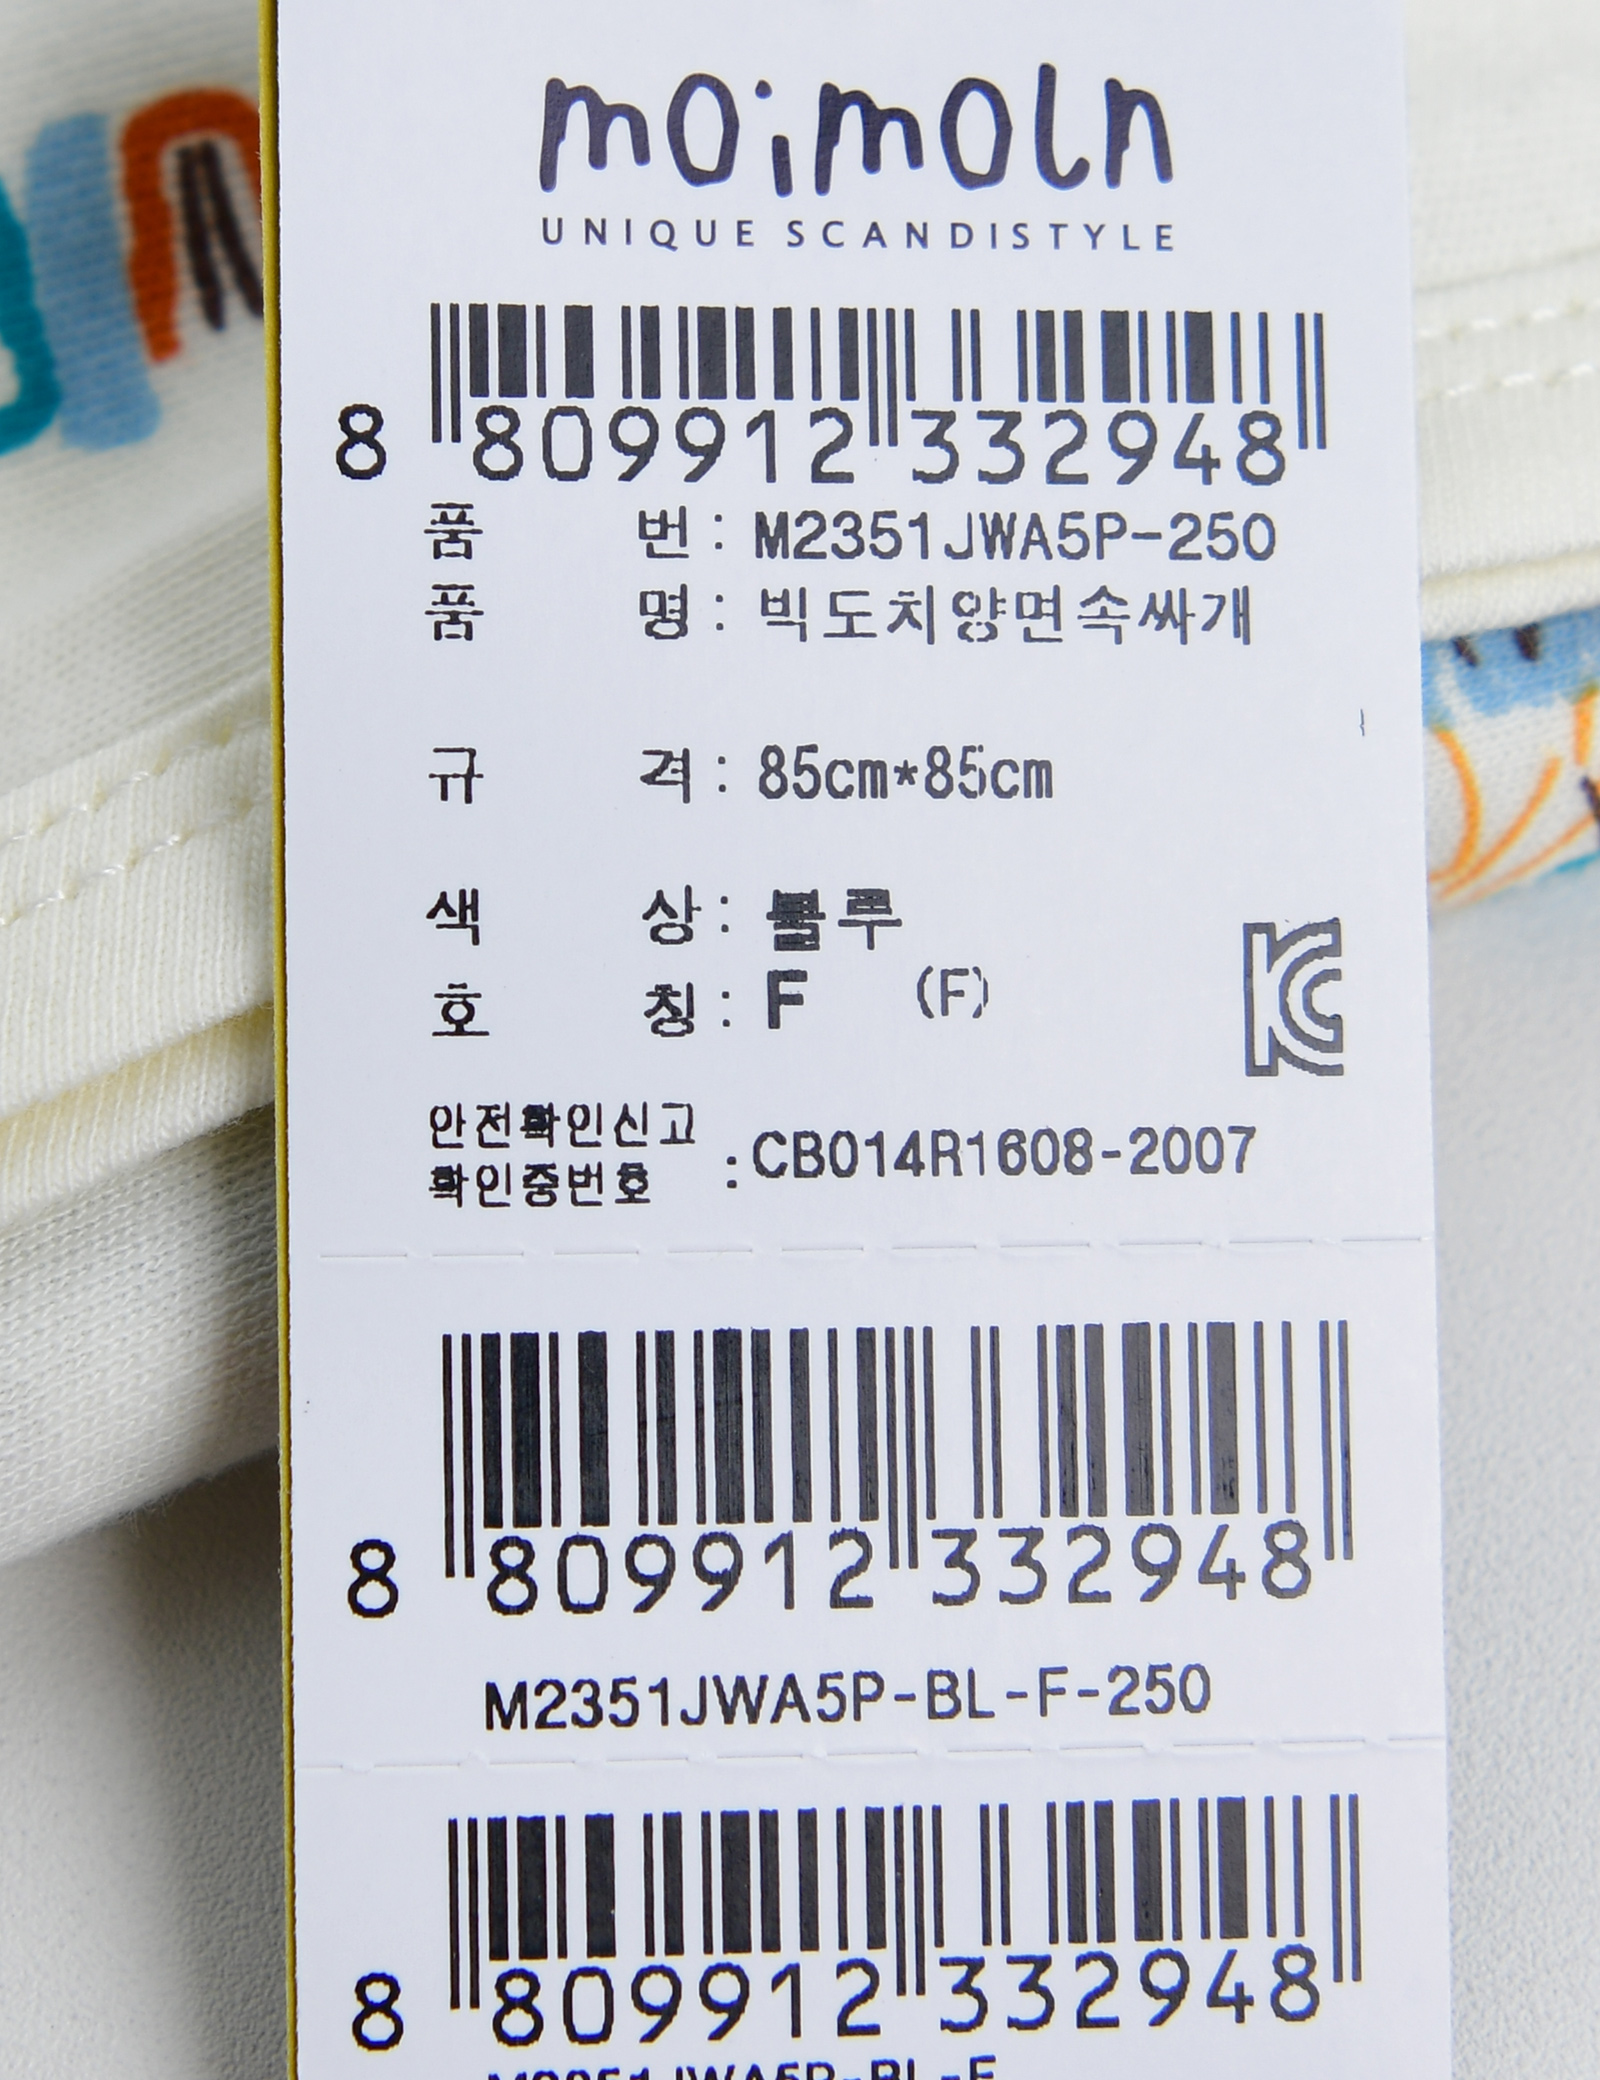 moimoln
UNIQUE SCANDISTYLE
8 809912 332948
품 번 : M2351JWA5P-250
품 명 : 빅도치양면속싸개
규 격 : 85cm*85cm
색 상 : 블루
호 칭 : F (F)
안전확인신고
확인증번호 : CB014R1608-2007
8 809912 332948
M2351JWA5P-BL-F-250
8 809912 332948
M2351JWA5P-BL-F